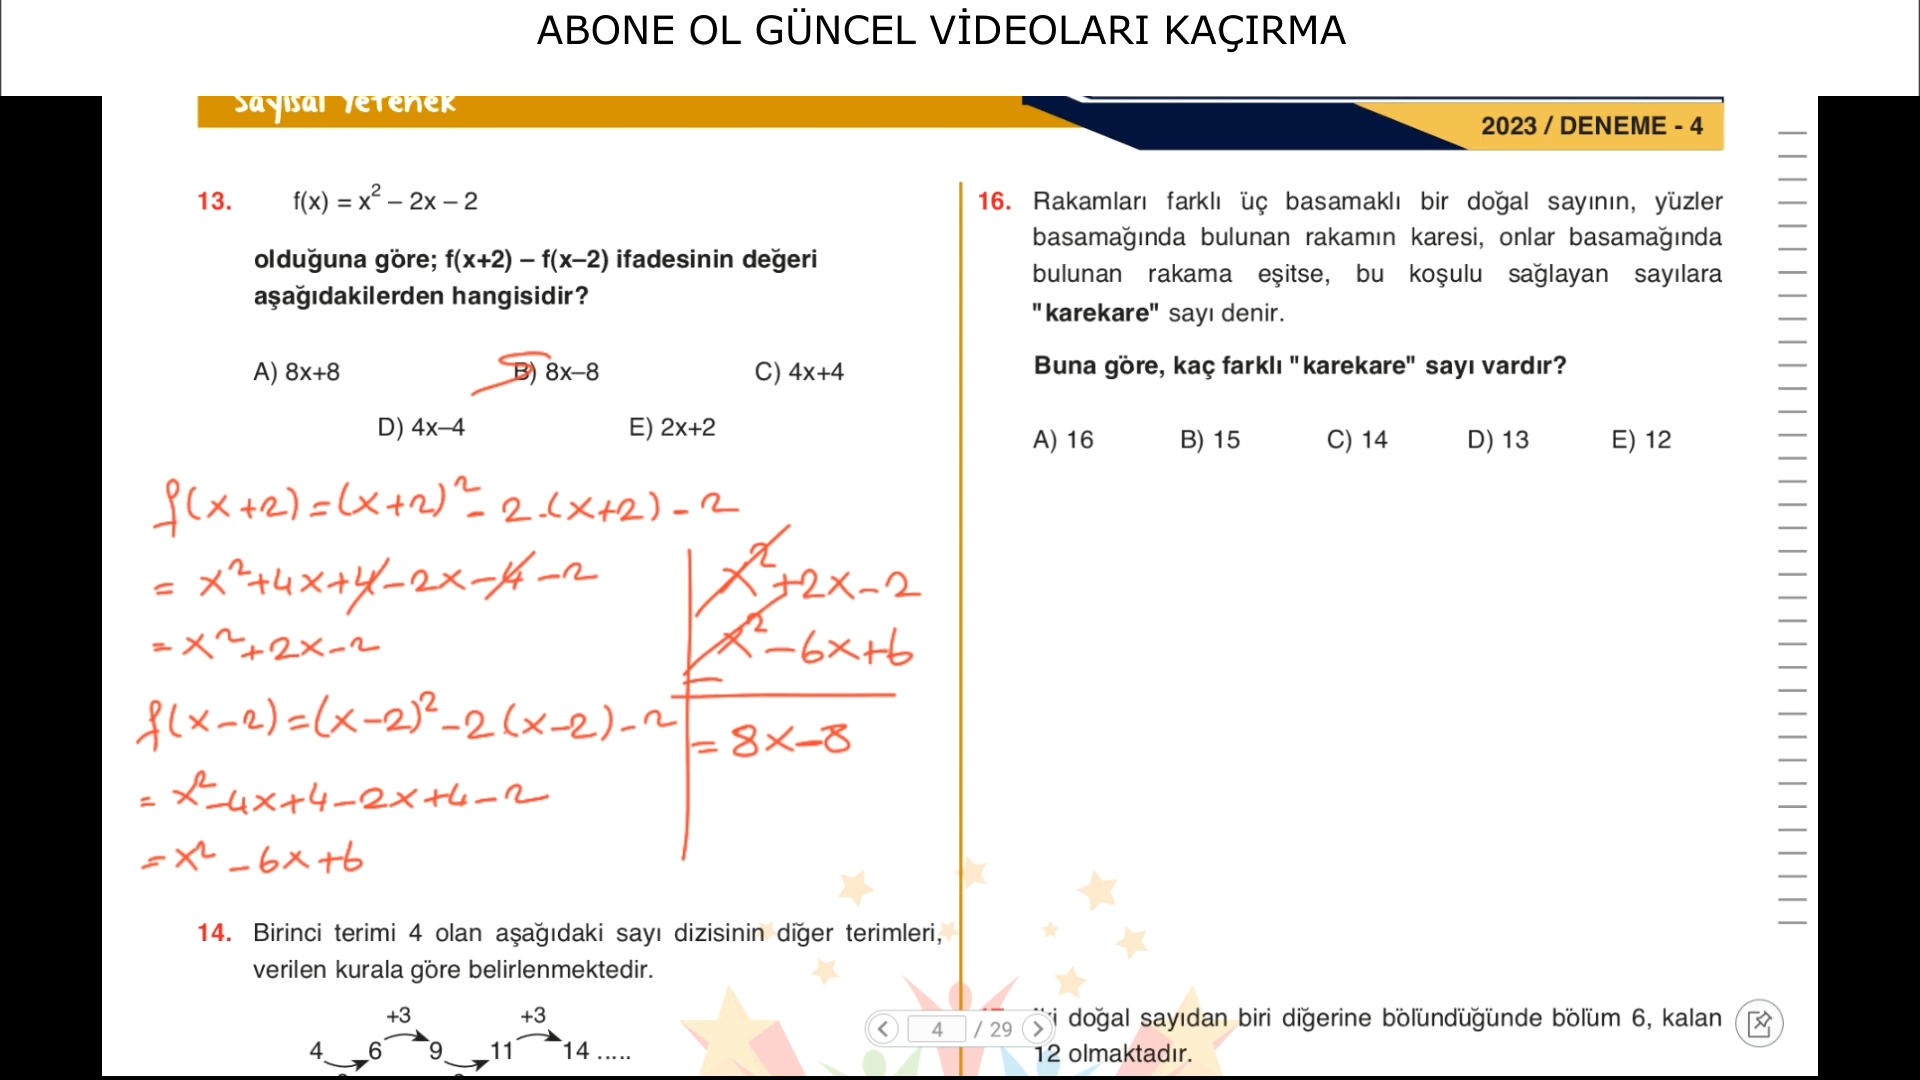 ABONE OL GÜNCEL VİDEOLARI KAÇIRMA
Sayısal Yetenek
2023 / DENEME - 4
13. f(x) = x² – 2x – 2
olduğuna göre; f(x+2) – f(x–2) ifadesinin değeri
aşağıdakilerden hangisidir?
A) 8x+8 B) 8x–8 C) 4x+4
D) 4x–4 E) 2x+2
f(x+2) = (x+2)² - 2.(x+2) - 2
= x²+4x+4-2x-4-2
= x²+2x-2
f(x-2) = (x-2)² - 2(x-2) - 2
= x²-4x+4-2x+4-2
= x²-6x+6
x²+2x-2
x²-6x+6
-
= 8x-8
14. Birinci terimi 4 olan aşağıdaki sayı dizisinin diğer terimleri,
verilen kurala göre belirlenmektedir.
+3 +3
4 6 9 11 14 .....
16. Rakamları farklı üç basamaklı bir doğal sayının, yüzler
basamağında bulunan rakamın karesi, onlar basamağında
bulunan rakama eşitse, bu koşulu sağlayan sayılara
"karekare" sayı denir.
Buna göre, kaç farklı "karekare" sayı vardır?
A) 16 B) 15 C) 14 D) 13 E) 12
doğal sayıdan biri diğerine bölündüğünde bölüm 6, kalan
12 olmaktadır.
4 / 29